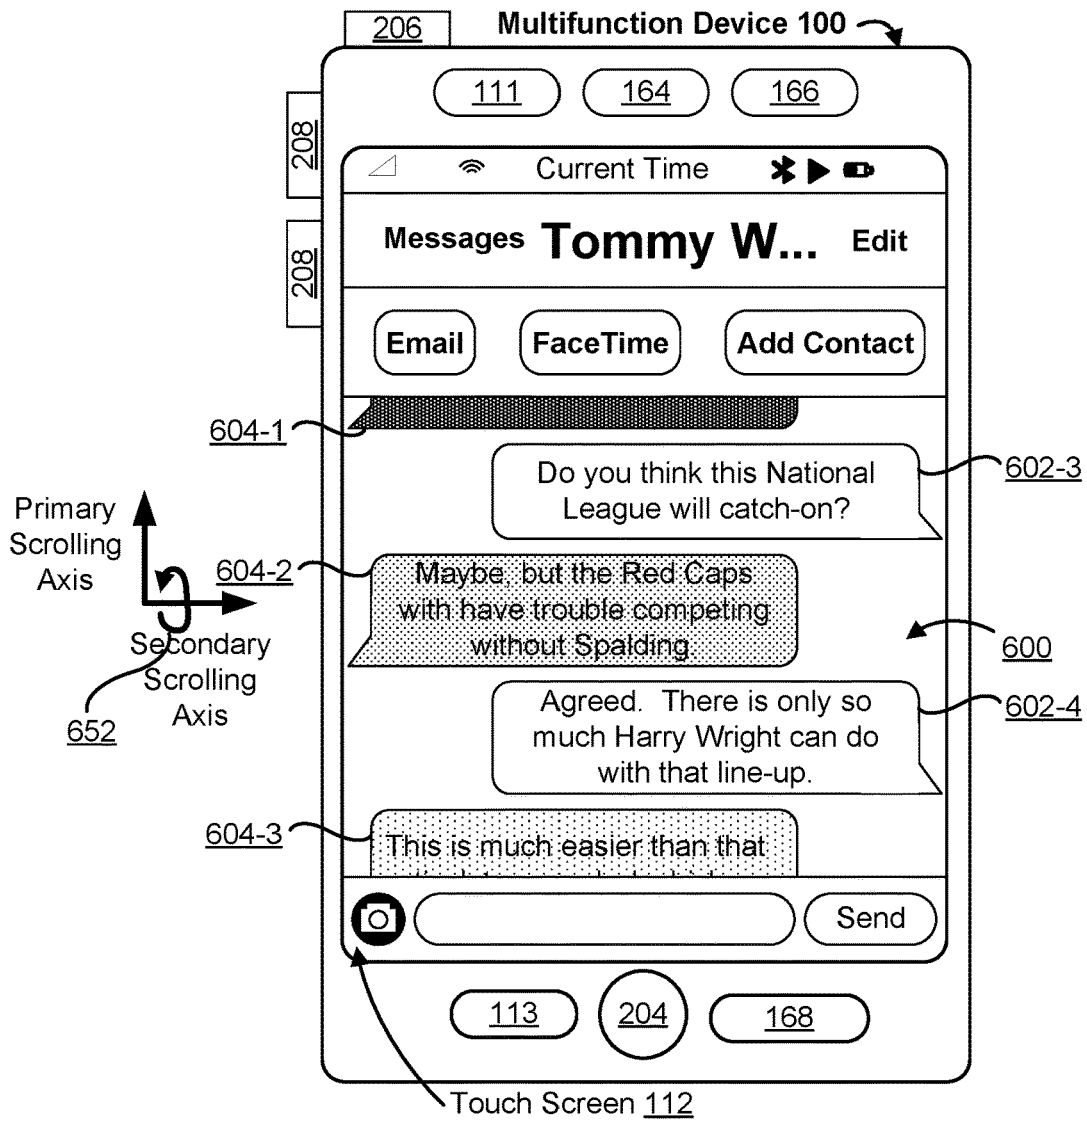 206
Multifunction Device 100
111
164
166
208
208
Current Time
Messages
Tommy W...
Edit
Email
FaceTime
Add Contact
604-1
Do you think this National
League will catch-on?
602-3
Primary
Scrolling
Axis
604-2
Maybe, but the Red Caps
with have trouble competing
without Spalding
600
Secondary
Scrolling
Axis
652
Agreed. There is only so
much Harry Wright can do
with that line-up.
602-4
604-3
This is much easier than that
Send
113
204
168
Touch Screen 112